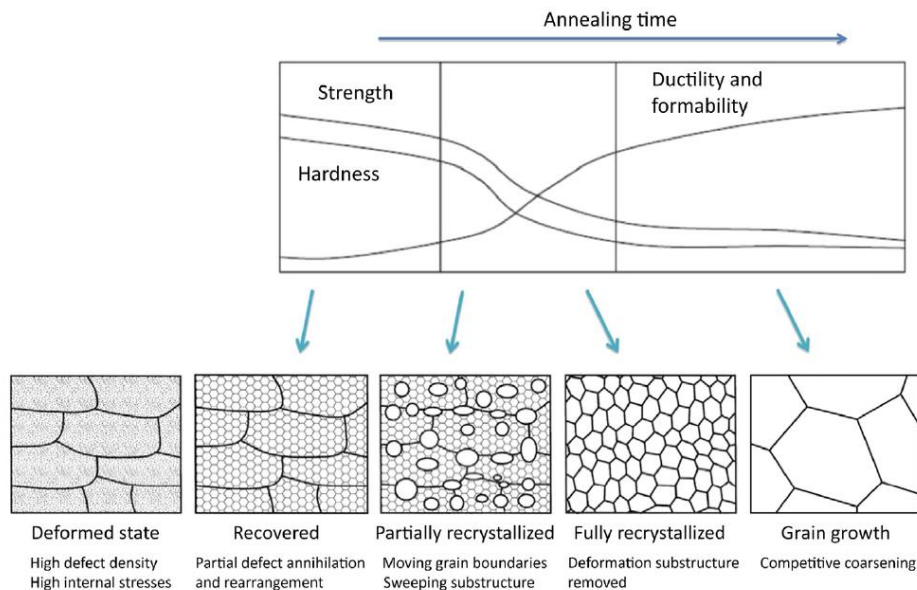 Annealing time
Strength
Ductility and
formability
Hardness
Deformed state
High defect density
High internal stresses
Recovered
Partial defect annihilation
and rearrangement
Partially recrystallized
Moving grain boundaries
Sweeping substructure
Fully recrystallized
Deformation substructure
removed
Grain growth
Competitive coarsening